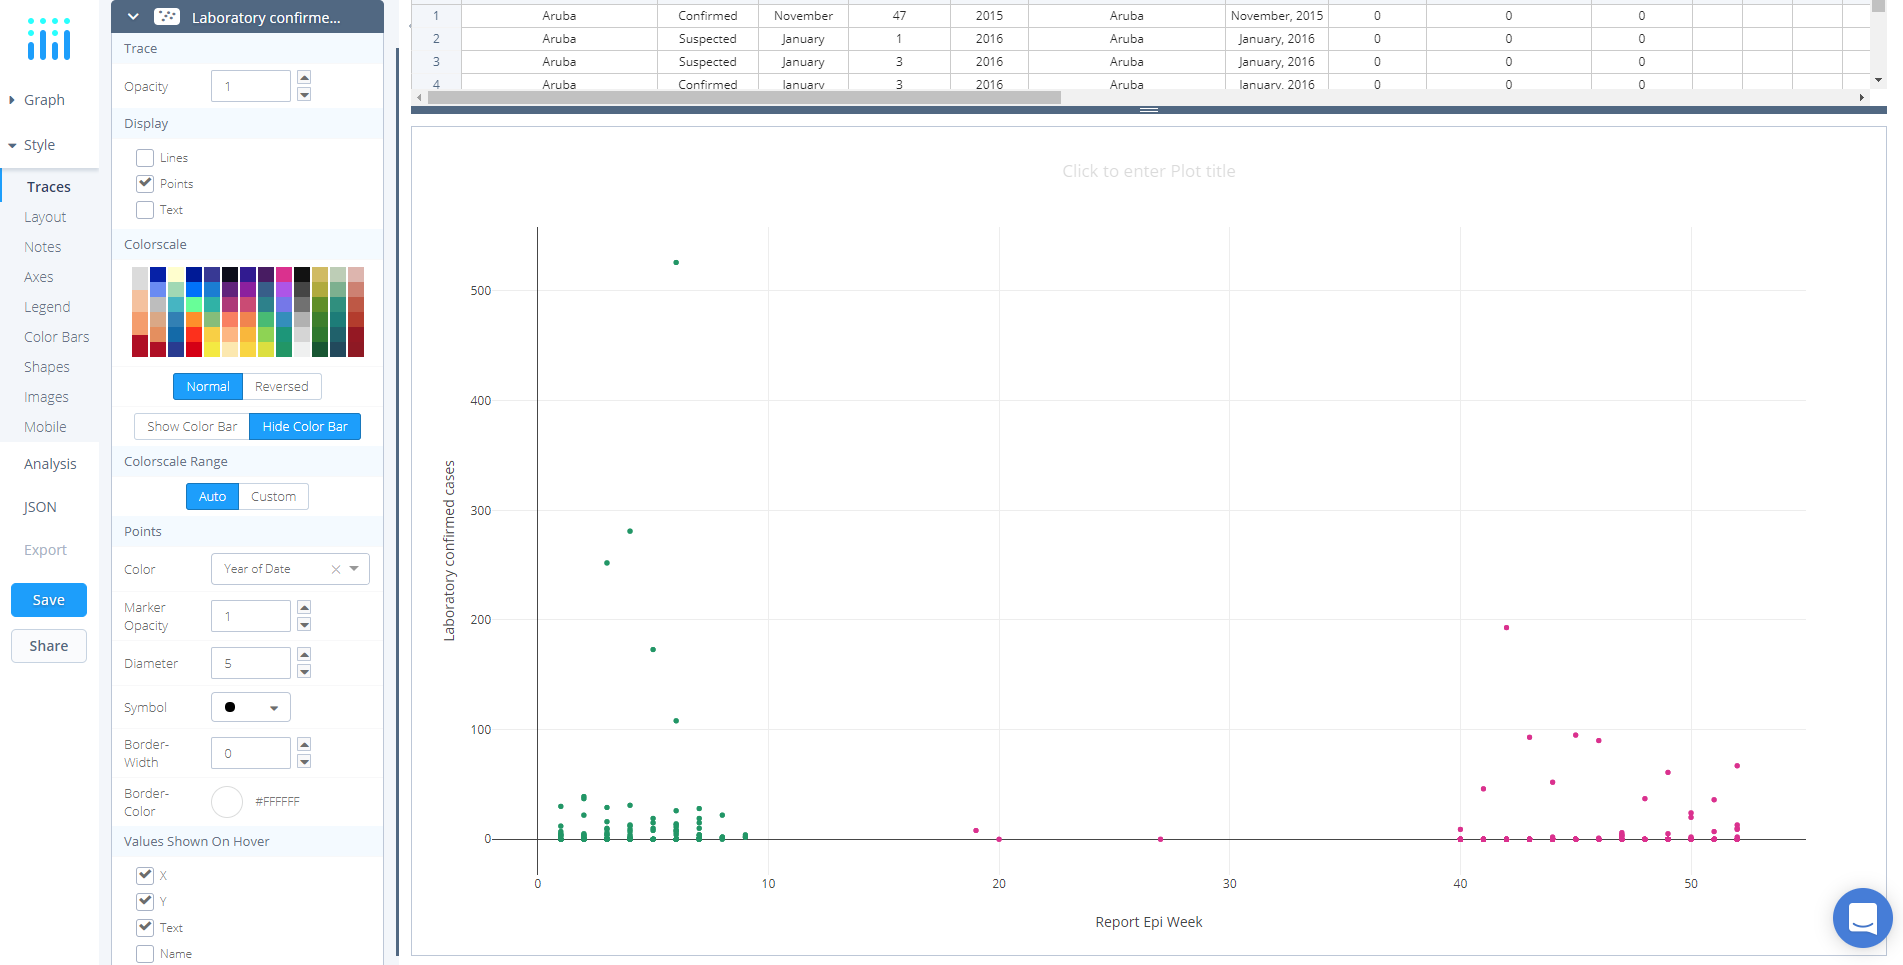 Laboratory confirme...
Trace
Opacity 1
Display
Lines
Points
Text
Colorscale
Normal Reversed
Show Color Bar Hide Color Bar
Colorscale Range
Auto Custom
Points
Color Year of Date
Marker
Opacity 1
Diameter 5
Symbol
Border-
Width 0
Border-
Color #FFFFFF
Values Shown On Hover
X
Y
Text
Name
Graph
Style
Traces
Layout
Notes
Axes
Legend
Color Bars
Shapes
Images
Mobile
Analysis
JSON
Export
Save
Share
1 Aruba Confirmed November 47 2015 Aruba November, 2015 0 0 0
2 Aruba Suspected January 1 2016 Aruba January, 2016 0 0 0
3 Aruba Suspected January 3 2016 Aruba January, 2016 0 0 0
4 Aruba Confirmed January 3 2016 Aruba January, 2016 0 0 0
Click to enter Plot title
Laboratory confirmed cases
500
400
300
200
100
0
0 10 20 30 40 50
Report Epi Week